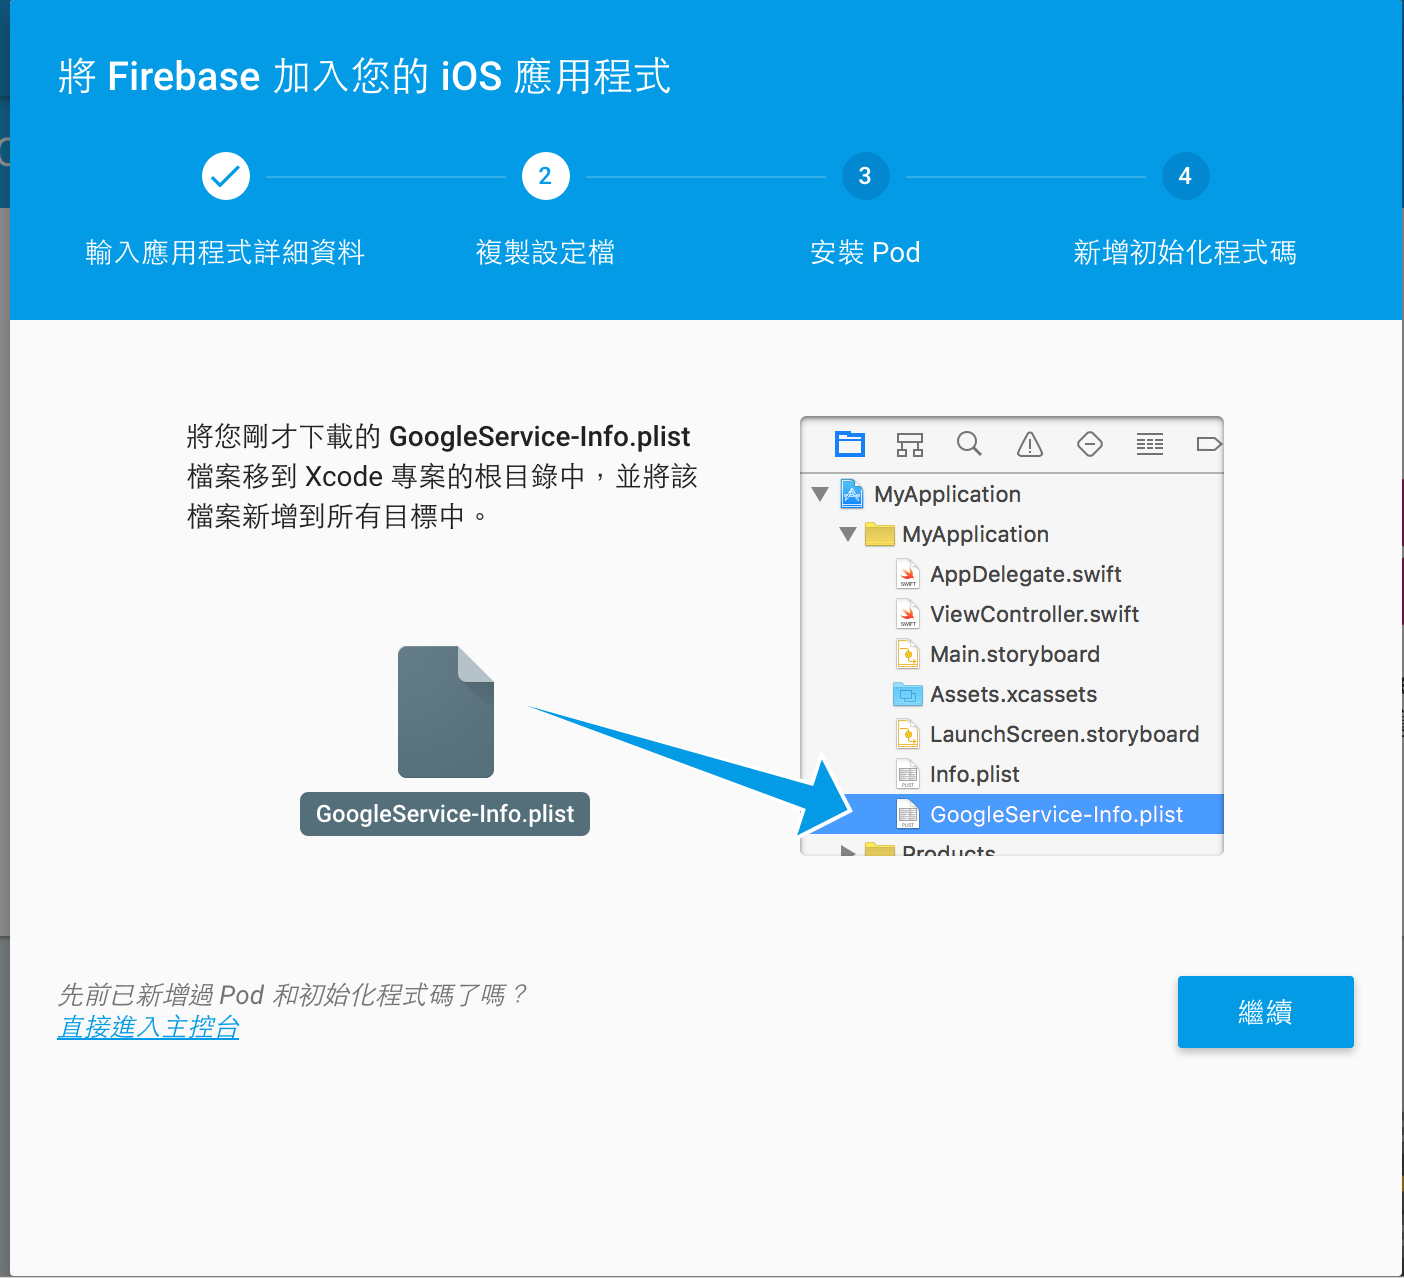 將 Firebase 加入您的 iOS 應用程式
2
3
4
輸入應用程式詳細資料
複製設定檔
安裝 Pod
新增初始化程式碼
將您剛才下載的 GoogleService-Info.plist
檔案移到 Xcode 專案的根目錄中，並將該
檔案新增到所有目標中。
GoogleService-Info.plist
MyApplication
MyApplication
AppDelegate.swift
ViewController.swift
Main.storyboard
Assets.xcassets
LaunchScreen.storyboard
Info.plist
GoogleService-Info.plist
Products
先前已新增過 Pod 和初始化程式碼了嗎？
直接進入主控台
繼續